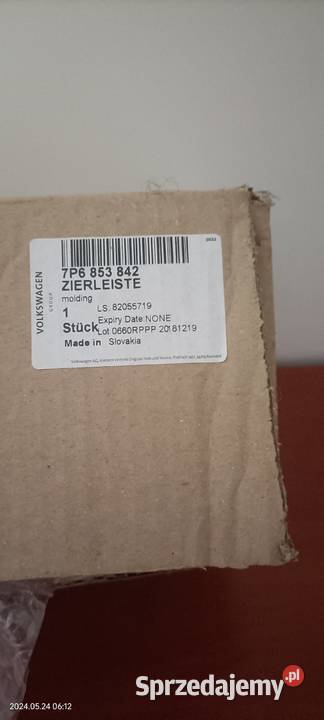 0603
VOLKSWAGEN
GROUP
7P6 853 842
ZIERLEISTE
molding
1 LS: 82055719
Stück Expiry Date:NONE
Lot 0660RPPP 20181219
Made in Slovakia
2024.05.24 06:12
Sprzedajemy.pl